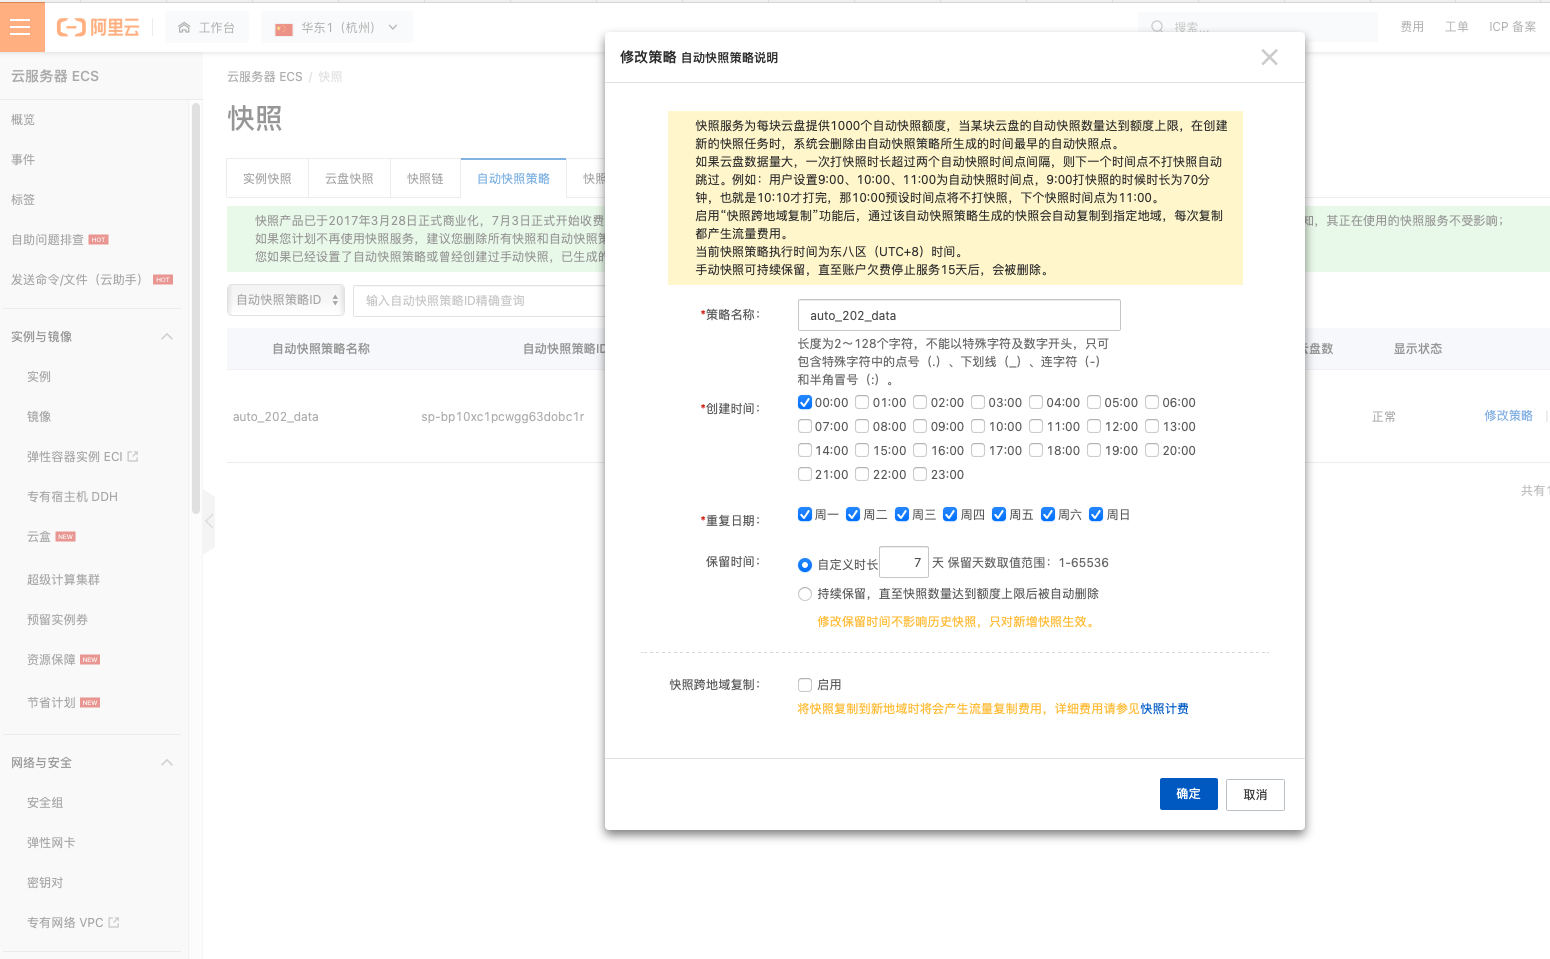 阿里云
工作台
华东1（杭州）
搜索...
费用
工单
ICP 备案
云服务器 ECS
概览
事件
标签
自助问题排查 HOT
发送命令/文件（云助手） HOT
实例与镜像
实例
镜像
弹性容器实例 ECI
专有宿主机 DDH
云盒 NEW
超级计算集群
预留实例券
资源保障 NEW
节省计划 NEW
网络与安全
安全组
弹性网卡
密钥对
专有网络 VPC
云服务器 ECS / 快照
快照
实例快照
云盘快照
快照链
自动快照策略
快照
快照产品已于2017年3月28日正式商业化，7月3日正式开始收费
知，其正在使用的快照服务不受影响；
如果您计划不再使用快照服务，建议您删除所有快照和自动快照策
您如果已经设置了自动快照策略或曾经创建过手动快照，已生成的
自动快照策略ID
输入自动快照策略ID精确查询
自动快照策略名称
自动快照策略ID
云盘数
显示状态
auto_202_data
sp-bp10xc1pcwgg63dobc1r
正常
修改策略
共有1
修改策略 自动快照策略说明
快照服务为每块云盘提供1000个自动快照额度，当某块云盘的自动快照数量达到额度上限，在创建
新的快照任务时，系统会删除由自动快照策略所生成的时间最早的自动快照点。
如果云盘数据量大，一次打快照时长超过两个自动快照时间点间隔，则下一个时间点不打快照自动
跳过。例如：用户设置9:00、10:00、11:00为自动快照时间点，9:00打快照的时候时长为70分
钟，也就是10:10才打完，那10:00预设时间点将不打快照，下个快照时间点为11:00。
启用“快照跨地域复制”功能后，通过该自动快照策略生成的快照会自动复制到指定地域，每次复制
都产生流量费用。
当前快照策略执行时间为东八区（UTC+8）时间。
手动快照可持续保留，直至账户欠费停止服务15天后，会被删除。
*策略名称：
auto_202_data
长度为2～128个字符，不能以特殊字符及数字开头，只可
包含特殊字符中的点号（.）、下划线（_）、连字符（-）
和半角冒号（:）。
*创建时间：
00:00 01:00 02:00 03:00 04:00 05:00 06:00
07:00 08:00 09:00 10:00 11:00 12:00 13:00
14:00 15:00 16:00 17:00 18:00 19:00 20:00
21:00 22:00 23:00
*重复日期：
周一 周二 周三 周四 周五 周六 周日
保留时间：
自定义时长 7 天 保留天数取值范围：1-65536
持续保留，直至快照数量达到额度上限后被自动删除
修改保留时间不影响历史快照，只对新增快照生效。
快照跨地域复制：
启用
将快照复制到新地域时将会产生流量复制费用，详细费用请参见快照计费
确定
取消